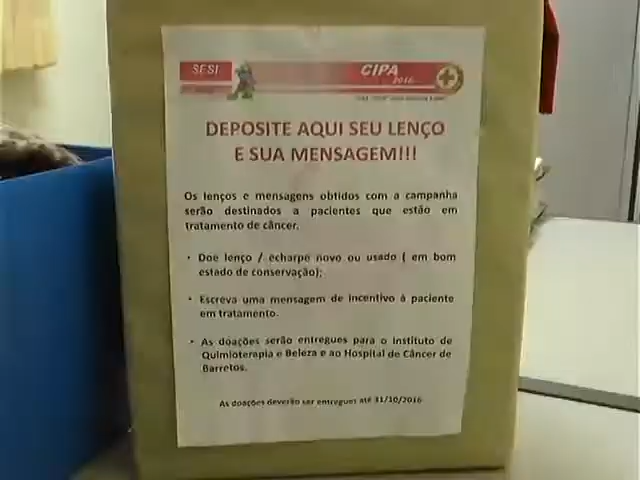 SESI
CIPA
2016
DEPOSITE AQUI SEU LENÇO
E SUA MENSAGEM!!!
Os lenços e mensagens obtidos com a campanha
serão destinados a pacientes que estão em
tratamento de câncer.
• Doe lenço / echarpe novo ou usado ( em bom
estado de conservação);
• Escreva uma mensagem de incentivo à paciente
em tratamento.
• As doações serão entregues para o Instituto de
Quimioterapia e Beleza e ao Hospital de Câncer de
Barretos.
As doações deverão ser entregues até 31/10/2016